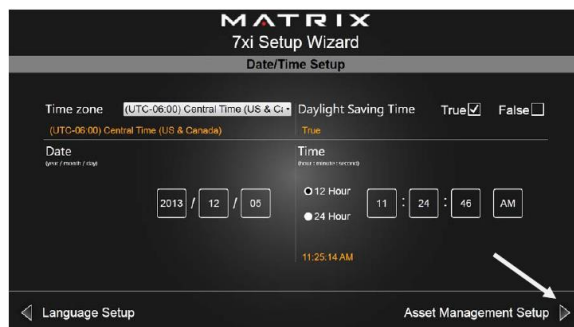 MATRIX
7xi Setup Wizard
Date/Time Setup
Time zone (UTC-06:00) Central Time (US & Ca Daylight Saving Time True False
(UTC-06:00) Central Time (US & Canada) True
Date Time
(year / month / day) (hour : minute : second)
12 Hour
2013 / 12 / 05 11 : 24 : 46 AM
24 Hour
11:25:14 AM
Language Setup Asset Management Setup